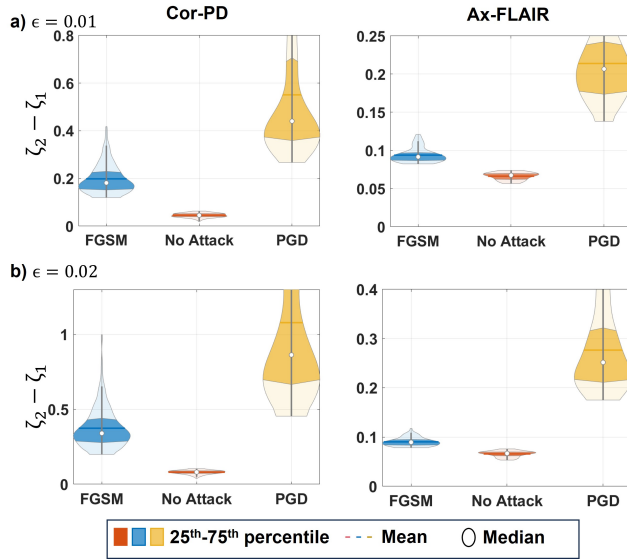 Cor-PD
Ax-FLAIR
a) ϵ = 0.01
ζ2 − ζ1
0.8
0.6
0.4
0.2
0
FGSM
No Attack
PGD
0.25
0.2
0.15
0.1
0.05
0
FGSM
No Attack
PGD
b) ϵ = 0.02
ζ2 − ζ1
1
0.5
0
FGSM
No Attack
PGD
0.4
0.3
0.2
0.1
0
FGSM
No Attack
PGD
25th-75th percentile
Mean
Median